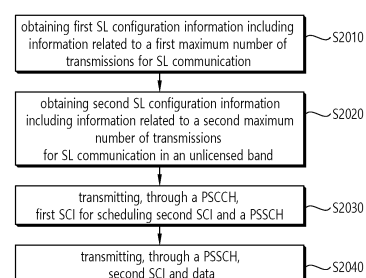 obtaining first SL configuration information including
information related to a first maximum number of
transmissions for SL communication
S2010
obtaining second SL configuration information
including information related to a second maximum
number of transmissions
for SL communication in an unlicensed band
S2020
transmitting, through a PSCCH,
first SCI for scheduling second SCI and a PSSCH
S2030
transmitting, through a PSSCH,
second SCI and data
S2040